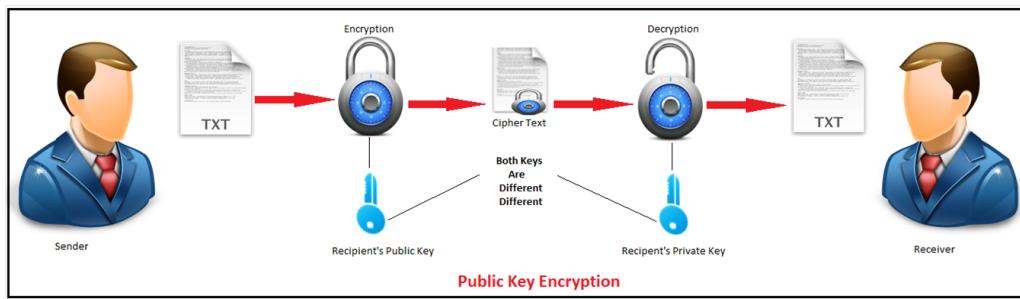 Encryption
Decryption
TXT
Cipher Text
TXT
Both Keys
Are
Different
Different
Sender
Recipient's Public Key
Recipent's Private Key
Receiver
Public Key Encryption